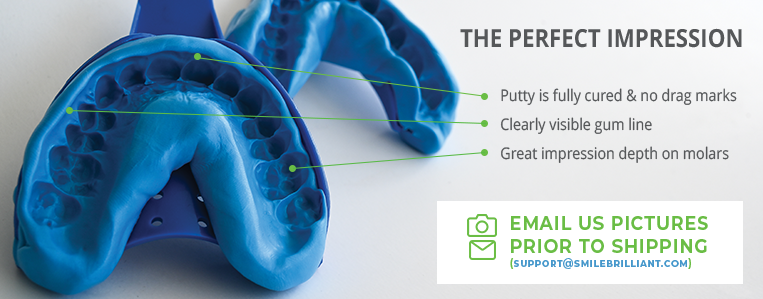 THE PERFECT IMPRESSION
Putty is fully cured & no drag marks
Clearly visible gum line
Great impression depth on molars
EMAIL US PICTURES
PRIOR TO SHIPPING
(SUPPORT@SMILEBRILLIANT.COM)